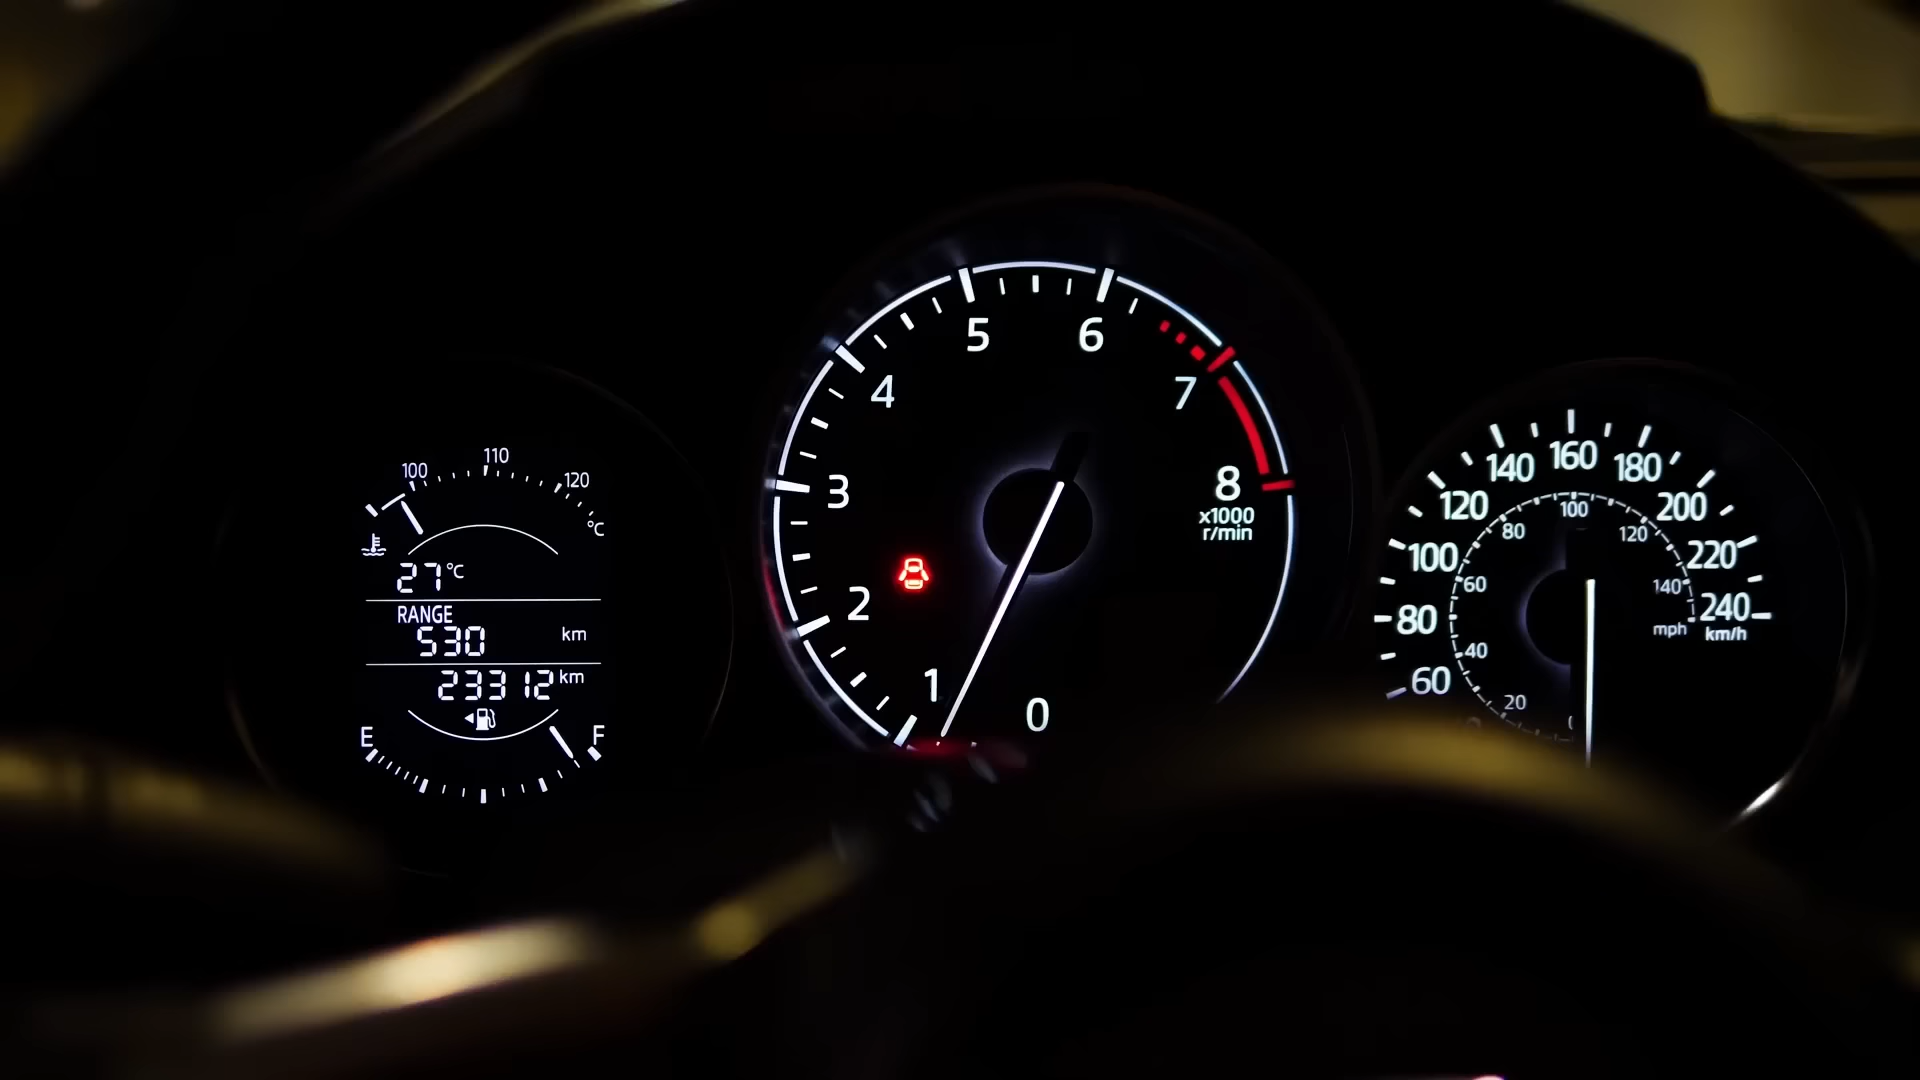 100 110 120
°C
27 °C
RANGE
530 km
23312 km
E F
0 1 2 3 4 5 6 7 8
x1000
r/min
60 80 100 120 140 160 180 200 220 240
km/h
20 40 60 80 100 120 140
mph